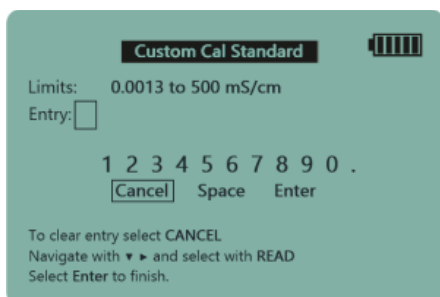 Custom Cal Standard
Limits: 0.0013 to 500 mS/cm
Entry:
1 2 3 4 5 6 7 8 9 0 .
Cancel Space Enter
To clear entry select CANCEL
Navigate with ▾ ▸ and select with READ
Select Enter to finish.